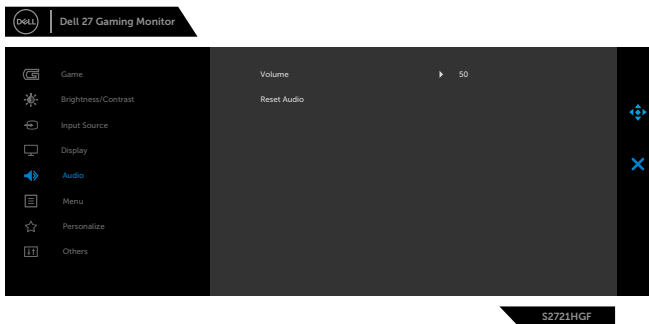 DELL
Dell 27 Gaming Monitor
Game
Volume 50
Brightness/Contrast
Reset Audio
Input Source
Display
Audio
Menu
Personalize
Others
S2721HGF